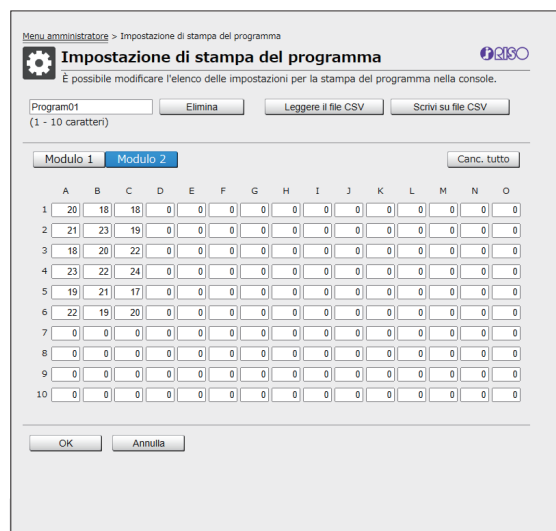 Menu amministratore > Impostazione di stampa del programma
Impostazione di stampa del programma
RISO
È possibile modificare l'elenco delle impostazioni per la stampa del programma nella console.
Program01 Elimina Leggere il file CSV Scrivi su file CSV
(1 - 10 caratteri)
Modulo 1 Modulo 2 Canc. tutto
A B C D E F G H I J K L M N O
1 20 18 18 0 0 0 0 0 0 0 0 0 0 0 0
2 21 23 19 0 0 0 0 0 0 0 0 0 0 0 0
3 18 20 22 0 0 0 0 0 0 0 0 0 0 0 0
4 23 22 24 0 0 0 0 0 0 0 0 0 0 0 0
5 19 21 17 0 0 0 0 0 0 0 0 0 0 0 0
6 22 19 20 0 0 0 0 0 0 0 0 0 0 0 0
7 0 0 0 0 0 0 0 0 0 0 0 0 0 0 0
8 0 0 0 0 0 0 0 0 0 0 0 0 0 0 0
9 0 0 0 0 0 0 0 0 0 0 0 0 0 0 0
10 0 0 0 0 0 0 0 0 0 0 0 0 0 0 0
OK Annulla